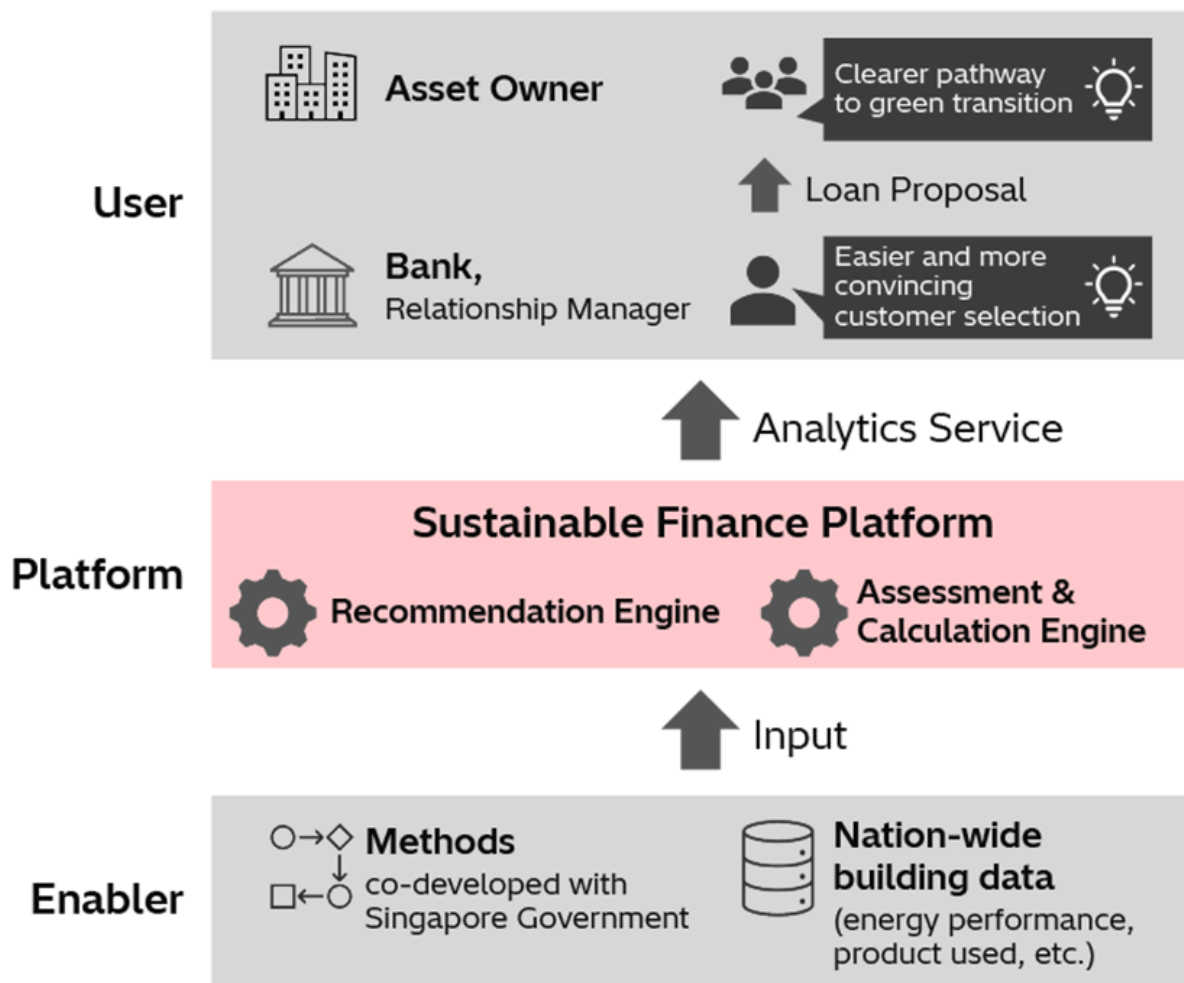 User
Asset Owner
Clearer pathway
to green transition
Loan Proposal
Bank,
Relationship Manager
Easier and more
convincing
customer selection
Analytics Service
Platform
Sustainable Finance Platform
Recommendation Engine
Assessment &
Calculation Engine
Input
Enabler
Methods
co-developed with
Singapore Government
Nation-wide
building data
(energy performance,
product used, etc.)